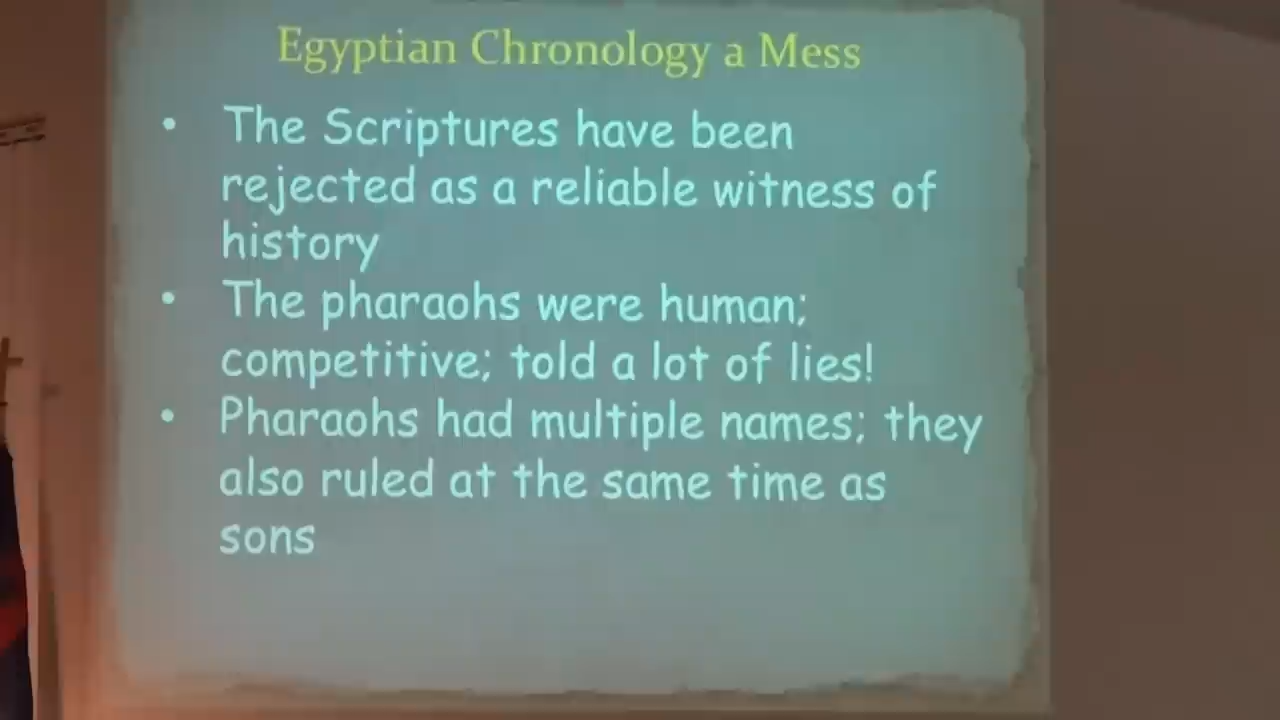 Egyptian Chronology a Mess
• The Scriptures have been
rejected as a reliable witness of
history
• The pharaohs were human;
competitive; told a lot of lies!
• Pharaohs had multiple names; they
also ruled at the same time as
sons